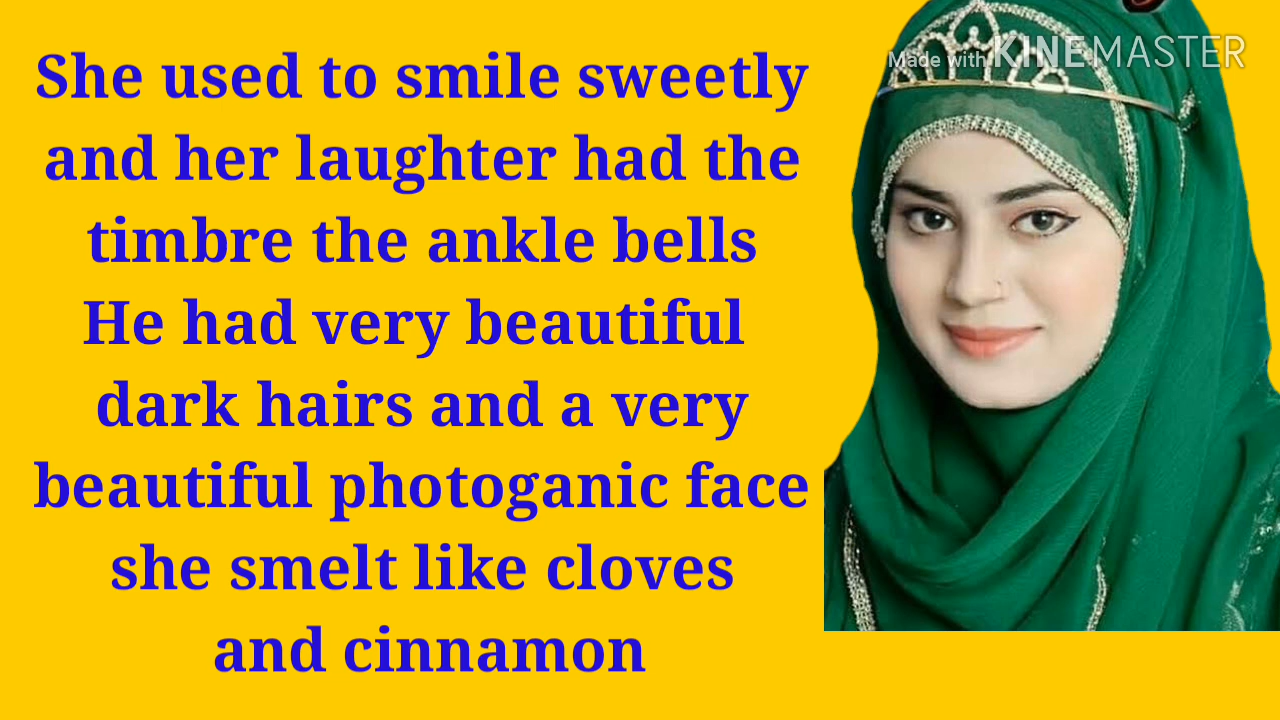 She used to smile sweetly
and her laughter had the
timbre the ankle bells
He had very beautiful
dark hairs and a very
beautiful photoganic face
she smelt like cloves
and cinnamon
Made with KINEMASTER